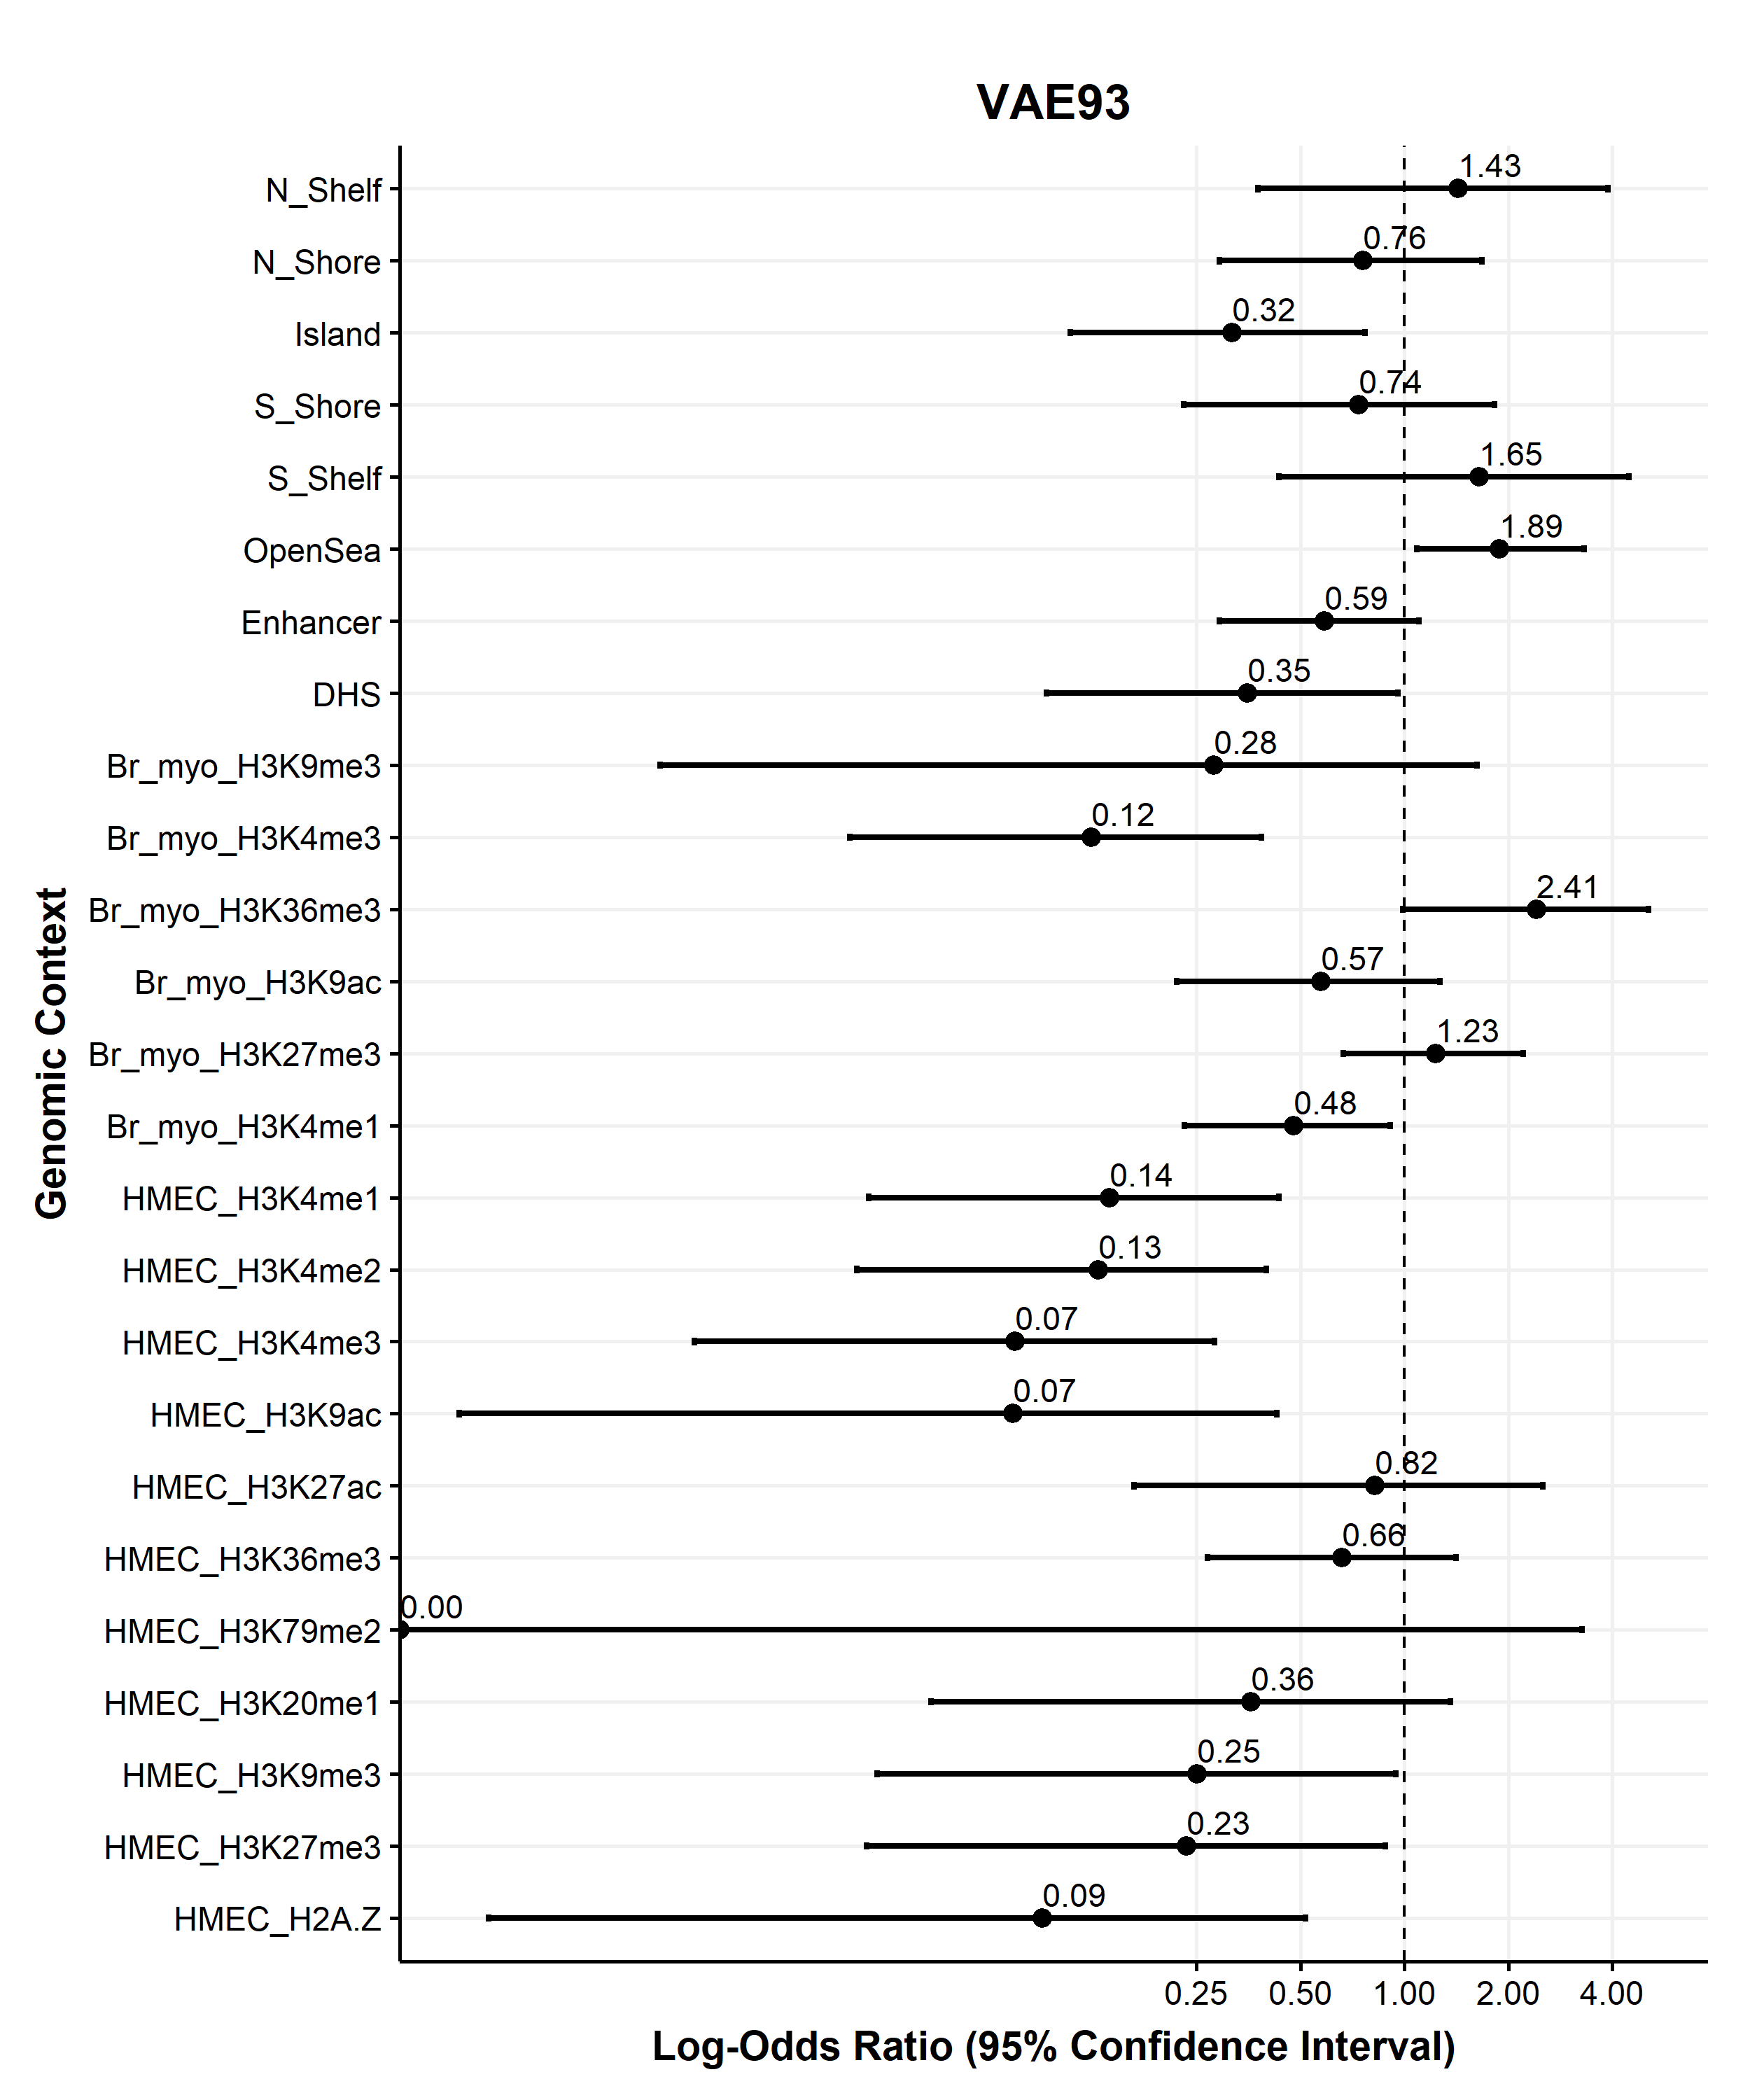 VAE93
N_Shelf
1.43
N_Shore
0.76
Island
0.32
S_Shore
0.74
S_Shelf
1.65
OpenSea
1.89
Enhancer
0.59
DHS
0.35
Br_myo_H3K9me3
0.28
Br_myo_H3K4me3
0.12
Br_myo_H3K36me3
2.41
Br_myo_H3K9ac
0.57
Br_myo_H3K27me3
1.23
Br_myo_H3K4me1
0.48
HMEC_H3K4me1
0.14
HMEC_H3K4me2
0.13
HMEC_H3K4me3
0.07
HMEC_H3K9ac
0.07
HMEC_H3K27ac
0.82
HMEC_H3K36me3
0.66
HMEC_H3K79me2
0.00
HMEC_H3K20me1
0.36
HMEC_H3K9me3
0.25
HMEC_H3K27me3
0.23
HMEC_H2A.Z
0.09
Genomic Context
0.25 0.50 1.00 2.00 4.00
Log-Odds Ratio (95% Confidence Interval)